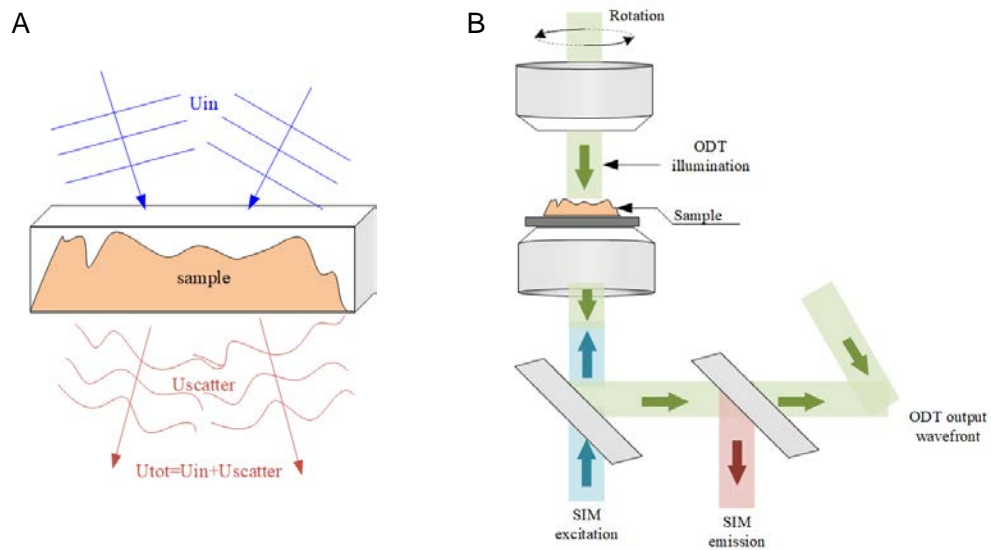 A
Uin
sample
Uscatter
Utot=Uin+Uscatter
B
Rotation
ODT
illumination
Sample
ODT output
wavefront
SIM
excitation
SIM
emission